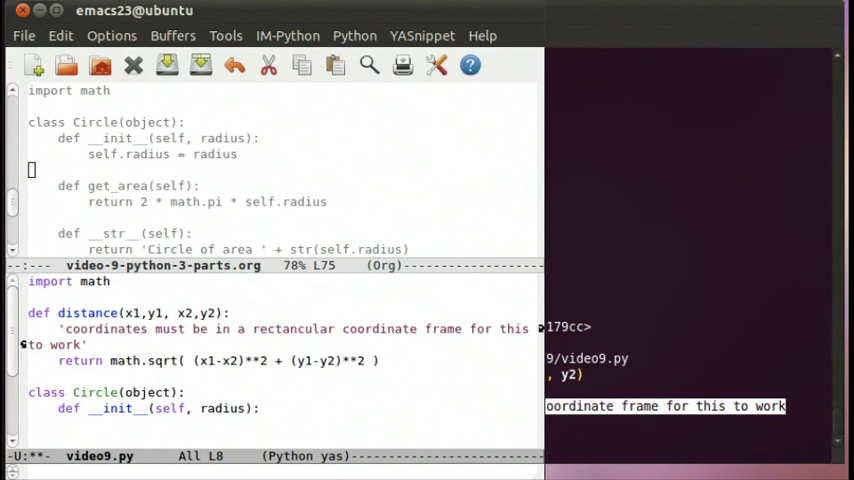 emacs23@ubuntu
File Edit Options Buffers Tools IM-Python Python YASnippet Help
import math
class Circle(object):
def __init__(self, radius):
self.radius = radius
def get_area(self):
return 2 * math.pi * self.radius
def __str__(self):
return 'Circle of area ' + str(self.radius)
--:--- video-9-python-3-parts.org 78% L75 (Org)----------------
import math
def distance(x1,y1, x2,y2):
'coordinates must be in a rectancular coordinate frame for this
to work'
return math.sqrt( (x1-x2)**2 + (y1-y2)**2 )
class Circle(object):
def __init__(self, radius):
-U:**- video9.py All L8 (Python yas)-------------------
179cc>
9/video9.py
, y2)
oordinate frame for this to work